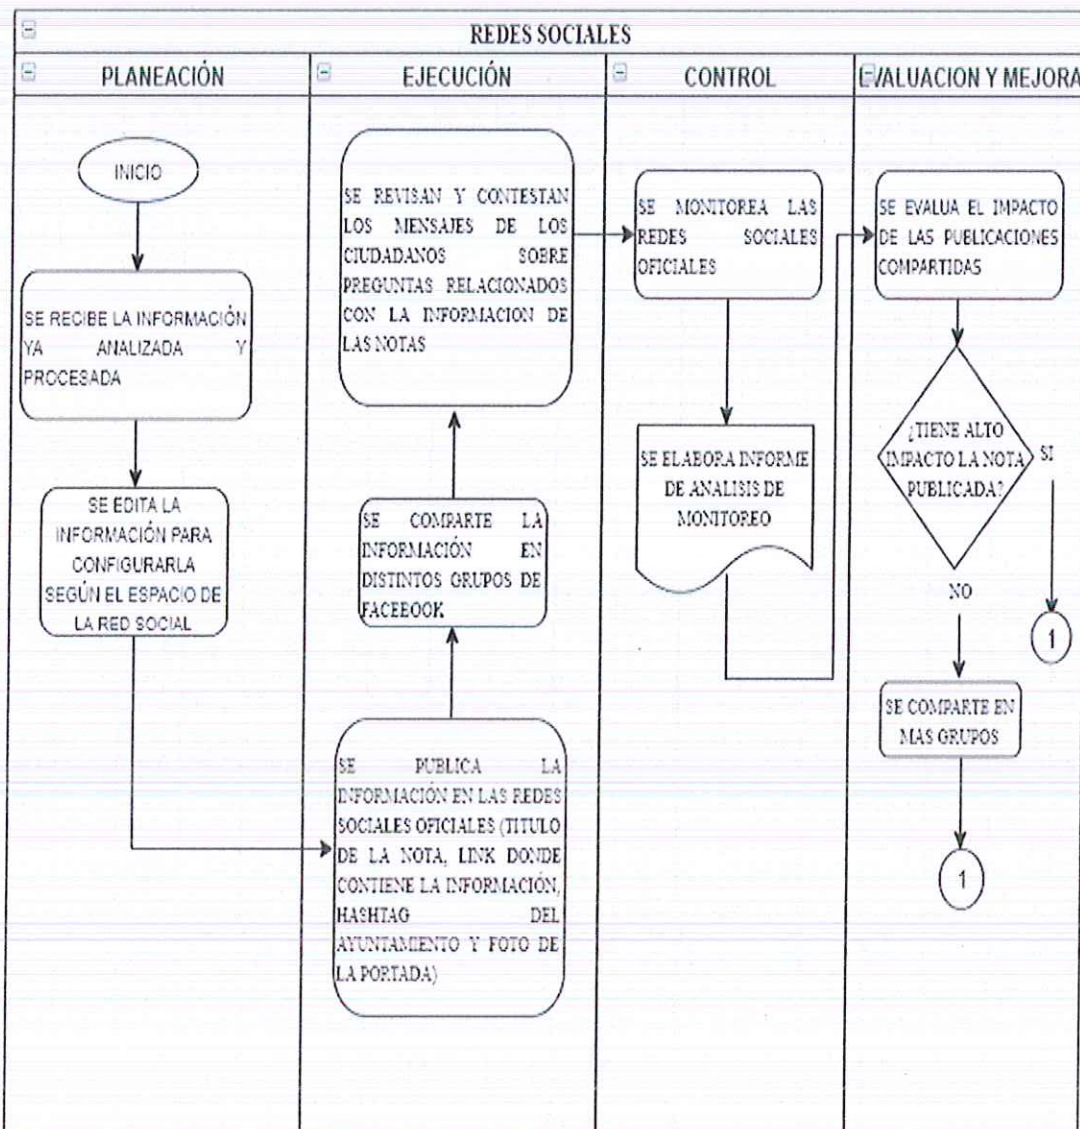 REDES SOCIALES
PLANEACIÓN
EJECUCIÓN
CONTROL
EVALUACION Y MEJORA
INICIO
SE RECIBE LA INFORMACIÓN
YA ANALIZADA Y
PROCESADA
SE EDITA LA
INFORMACIÓN PARA
CONFIGURARLA
SEGÚN EL ESPACIO DE
LA RED SOCIAL
SE REVISAN Y CONTESTAN
LOS MENSAJES DE LOS
CIUDADANOS SOBRE
PREGUNTAS RELACIONADOS
CON LA INFORMACION DE
LAS NOTAS
SE COMPARTE LA
INFORMACIÓN EN
DISTINTOS GRUPOS DE
FACEBOOK
SE PUBLICA LA
INFORMACIÓN EN LAS REDES
SOCIALES OFICIALES (TITULO
DE LA NOTA, LINK DONDE
CONTIENE LA INFORMACIÓN,
HASHTAG DEL
AYUNTAMIENTO Y FOTO DE
LA PORTADA)
SE MONITOREA LAS
REDES SOCIALES
OFICIALES
SE ELABORA INFORME
DE ANALISIS DE
MONITOREO
SE EVALUA EL IMPACTO
DE LAS PUBLICACIONES
COMPARTIDAS
¿TIENE ALTO
IMPACTO LA NOTA
PUBLICADA?
SI
NO
1
SE COMPARTE EN
MAS GRUPOS
1